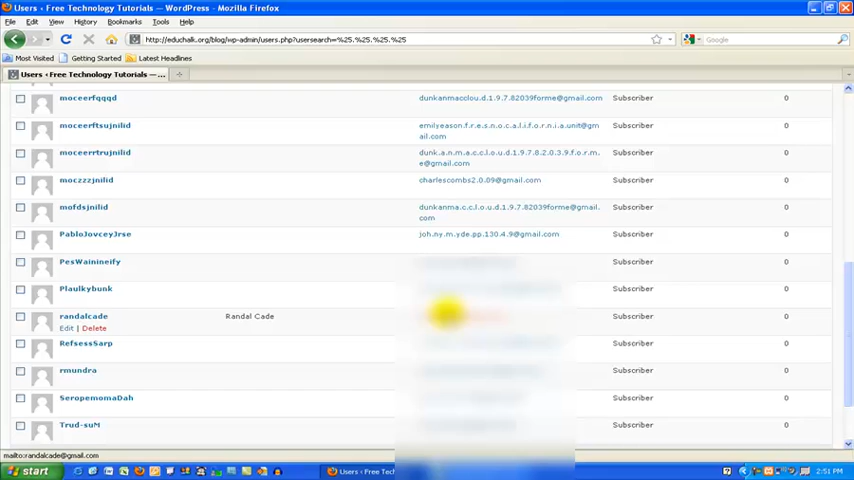 Users ‹ Free Technology Tutorials — WordPress - Mozilla Firefox
File Edit View History Bookmarks Tools Help
http://educhalk.org/blog/wp-admin/users.php?usersearch=%25.%25.%25.%25
Google
Most Visited Getting Started Latest Headlines
Users ‹ Free Technology Tutorials — ...
moceerfqqqd dunkanmacclou.d.1.9.7.82039forme@gmail.com Subscriber 0
moceerftsujnilid emilyeason.f.r.e.s.n.o.c.a.l.i.f.o.r.n.i.a.unit@gm Subscriber 0
ail.com
moceerrtrujnilid dunk.a.n.m.a.c.c.l.o.u.d.1.9.7.8.2.0.3.9.f.o.r.m. Subscriber 0
e@gmail.com
moczzzjnilid charlescombs2.0.09@gmail.com Subscriber 0
mofdsjnilid dunkanma.c.c.l.o.u.d.1.9.7.82039forme@gmail. Subscriber 0
com
PabloJovceyJrse joh.ny.m.yde.pp.130.4.9@gmail.com Subscriber 0
PesWainineify Subscriber 0
Plaulkybunk Subscriber 0
randalcade Randal Cade Subscriber 0
Edit | Delete
RefsessSarp Subscriber 0
rmundra Subscriber 0
SeropemomaDah Subscriber 0
Trud-suM Subscriber 0
mailto:randalcade@gmail.com
start Users ‹ Free Tec 2:51 PM